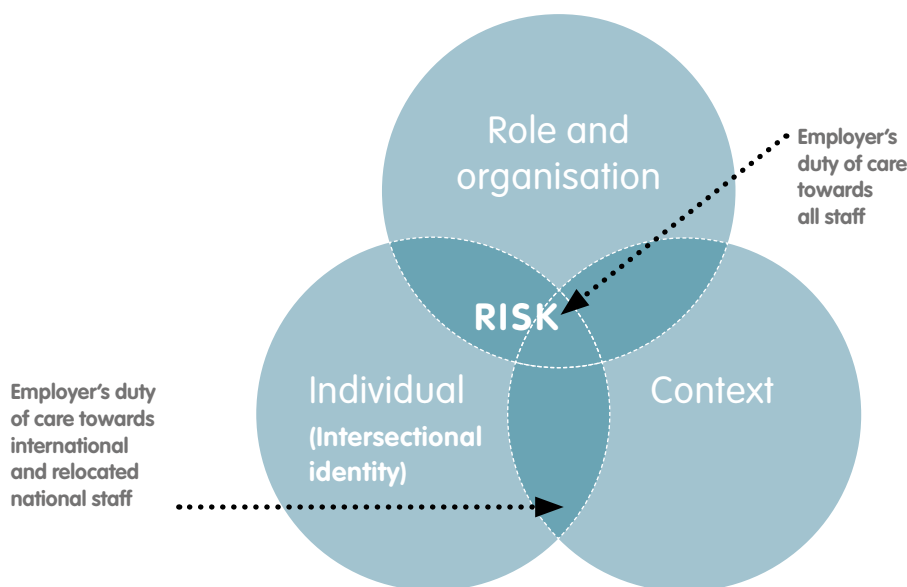 Role and
organisation
Employer's
duty of care
towards
all staff
RISK
Individual
(Intersectional
identity)
Context
Employer's duty
of care towards
international
and relocated
national staff